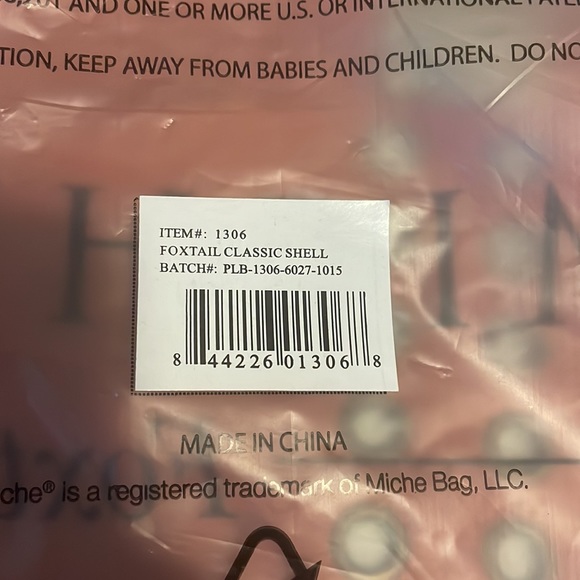 AND ONE OR MORE U.S. OR INTERNATIONAL
TION, KEEP AWAY FROM BABIES AND CHILDREN. DO NO
ITEM#: 1306
FOXTAIL CLASSIC SHELL
BATCH#: PLB-1306-6027-1015
8 44226 01306 8
MADE IN CHINA
che® is a registered trademark of Miche Bag, LLC.